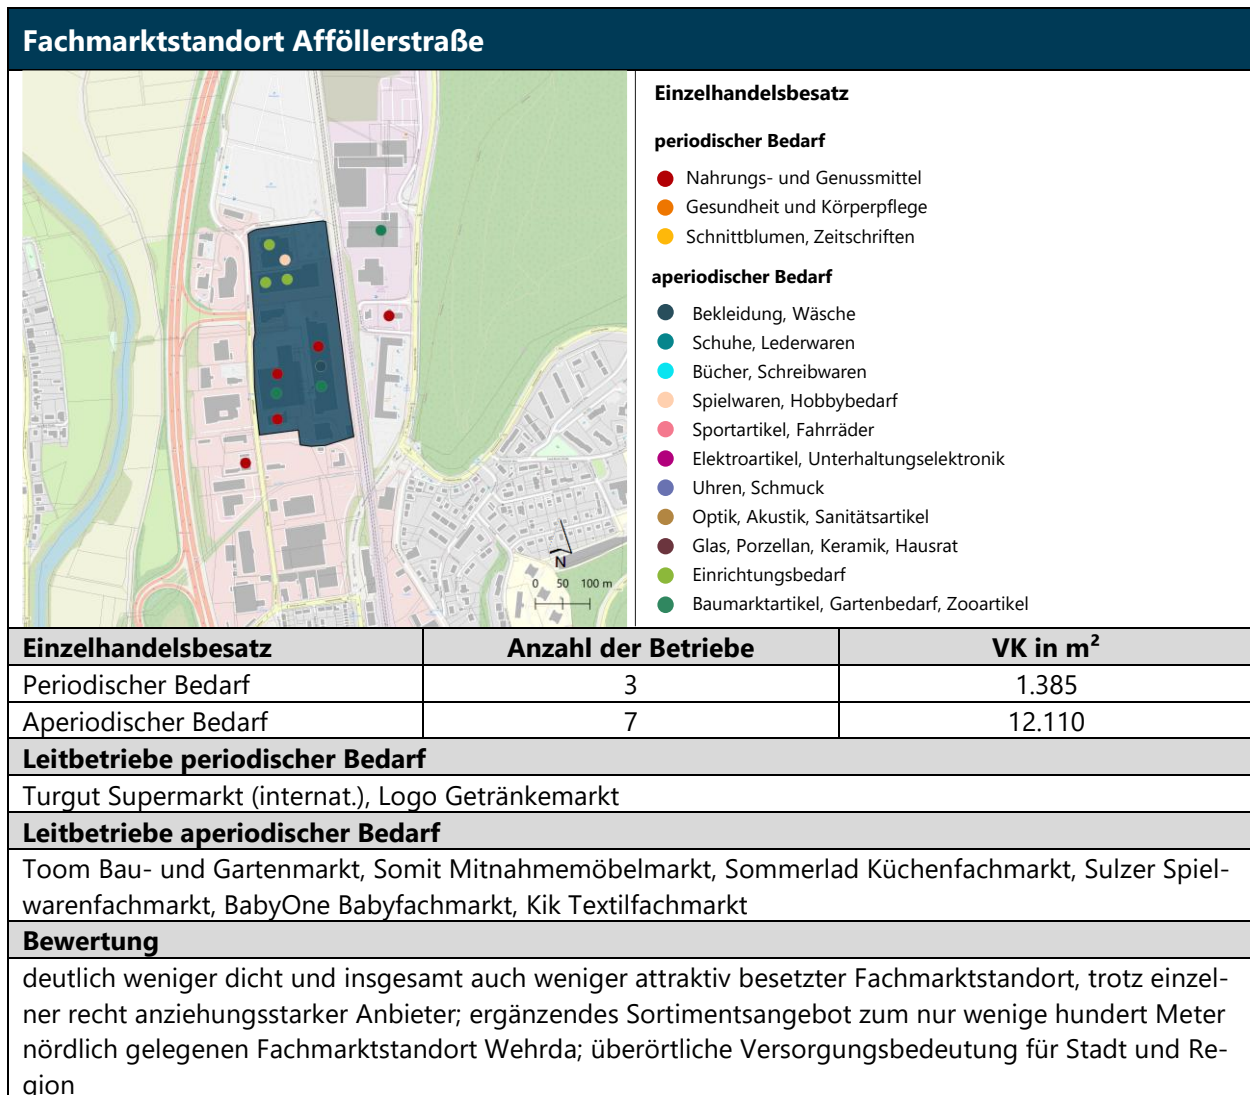 Fachmarktstandort Afföllerstraße
Einzelhandelsbesatz
periodischer Bedarf
Nahrungs- und Genussmittel
Gesundheit und Körperpflege
Schnittblumen, Zeitschriften
aperiodischer Bedarf
Bekleidung, Wäsche
Schuhe, Lederwaren
Bücher, Schreibwaren
Spielwaren, Hobbybedarf
Sportartikel, Fahrräder
Elektroartikel, Unterhaltungselektronik
Uhren, Schmuck
Optik, Akustik, Sanitätsartikel
Glas, Porzellan, Keramik, Hausrat
Einrichtungsbedarf
Baumarktartikel, Gartenbedarf, Zooartikel
N
0 50 100 m
Einzelhandelsbesatz Anzahl der Betriebe VK in m²
Periodischer Bedarf 3 1.385
Aperiodischer Bedarf 7 12.110
Leitbetriebe periodischer Bedarf
Turgut Supermarkt (internat.), Logo Getränkemarkt
Leitbetriebe aperiodischer Bedarf
Toom Bau- und Gartenmarkt, Somit Mitnahmemöbelmarkt, Sommerlad Küchenfachmarkt, Sulzer Spiel-
warenfachmarkt, BabyOne Babyfachmarkt, Kik Textilfachmarkt
Bewertung
deutlich weniger dicht und insgesamt auch weniger attraktiv besetzter Fachmarktstandort, trotz einzel-
ner recht anziehungsstarker Anbieter; ergänzendes Sortimentsangebot zum nur wenige hundert Meter
nördlich gelegenen Fachmarktstandort Wehrda; überörtliche Versorgungsbedeutung für Stadt und Re-
gion